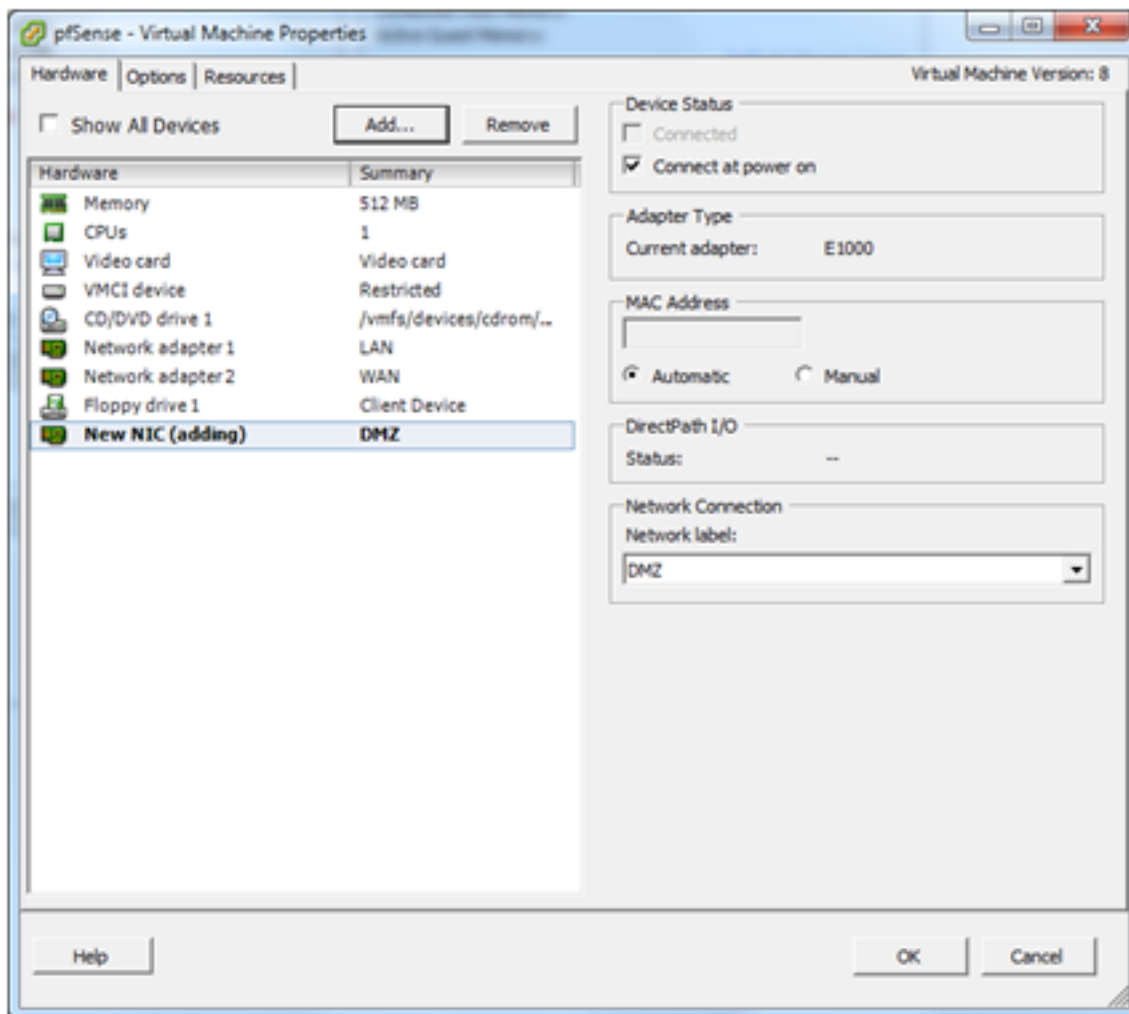 pfSense - Virtual Machine Properties
Hardware Options Resources Virtual Machine Version: 8
Show All Devices Add... Remove
Hardware Summary
Memory 512 MB
CPUs 1
Video card Video card
VMCI device Restricted
CD/DVD drive 1 /vmfs/devices/cdrom/...
Network adapter 1 LAN
Network adapter 2 WAN
Floppy drive 1 Client Device
New NIC (adding) DMZ
Device Status
Connected
Connect at power on
Adapter Type
Current adapter: E1000
MAC Address
Automatic Manual
DirectPath I/O
Status: --
Network Connection
Network label:
DMZ
Help OK Cancel